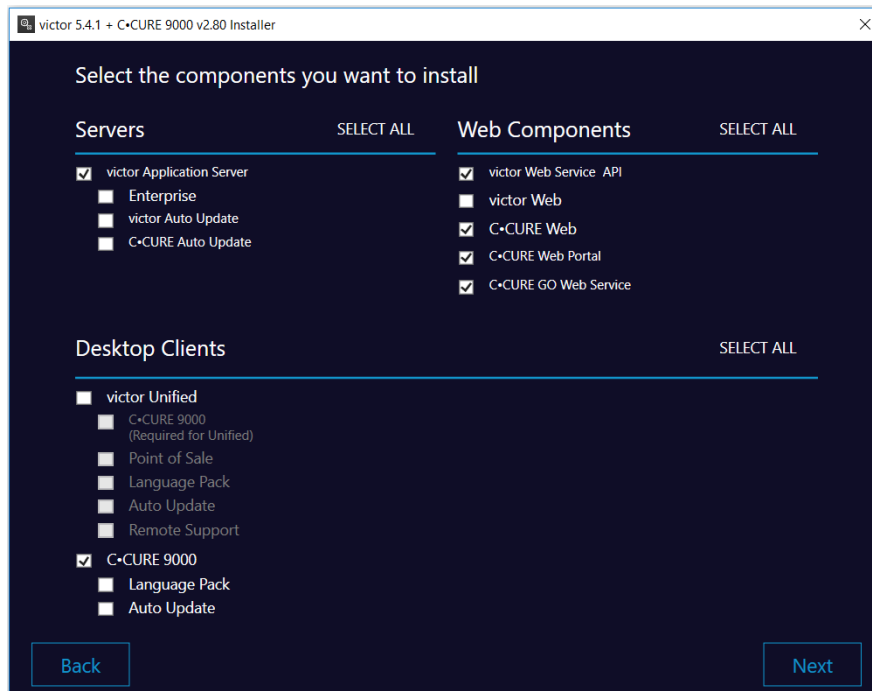 victor 5.4.1 + C•CURE 9000 v2.80 Installer
Select the components you want to install
Servers SELECT ALL
victor Application Server
Enterprise
victor Auto Update
C•CURE Auto Update
Web Components SELECT ALL
victor Web Service API
victor Web
C•CURE Web
C•CURE Web Portal
C•CURE GO Web Service
Desktop Clients SELECT ALL
victor Unified
C•CURE 9000
(Required for Unified)
Point of Sale
Language Pack
Auto Update
Remote Support
C•CURE 9000
Language Pack
Auto Update
Back Next